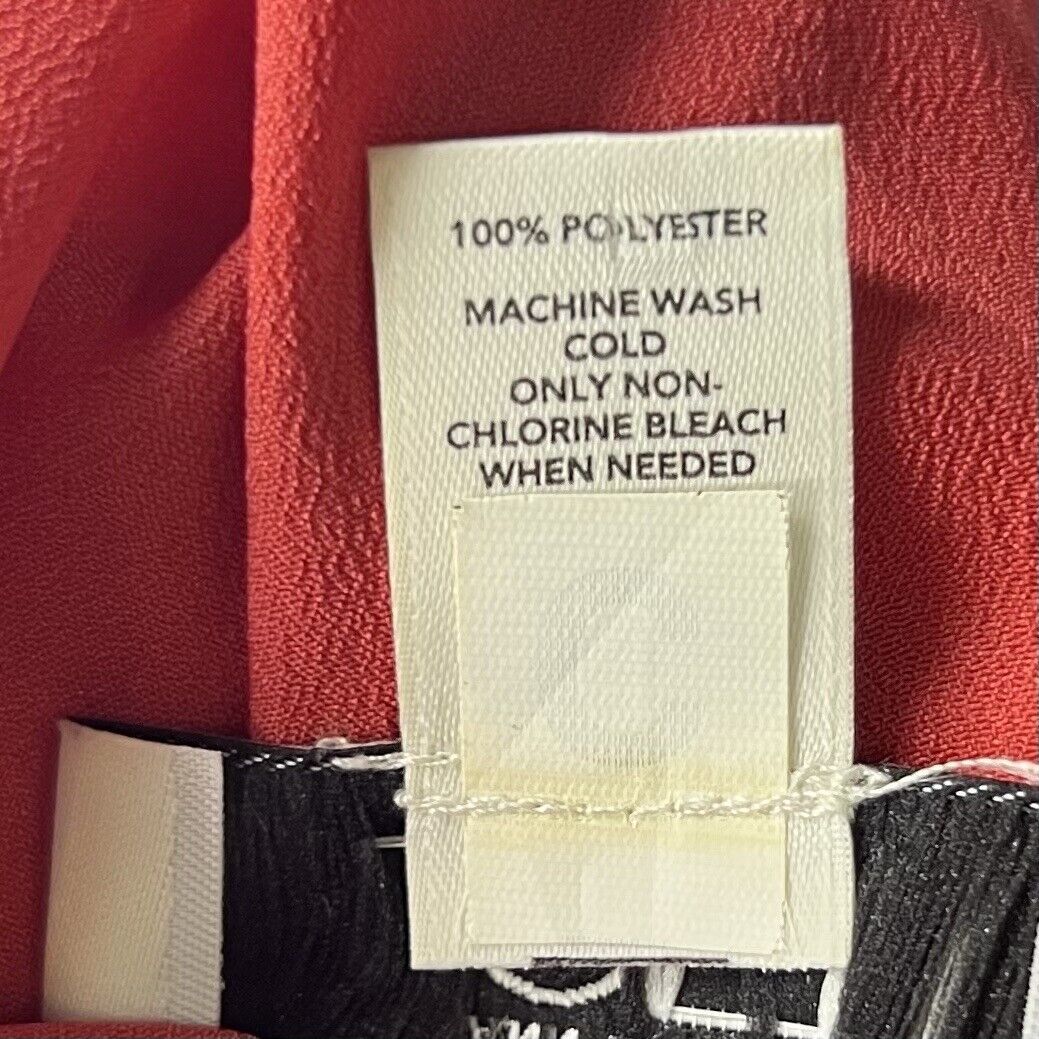 100% POLYESTER
MACHINE WASH
COLD
ONLY NON-
CHLORINE BLEACH
WHEN NEEDED